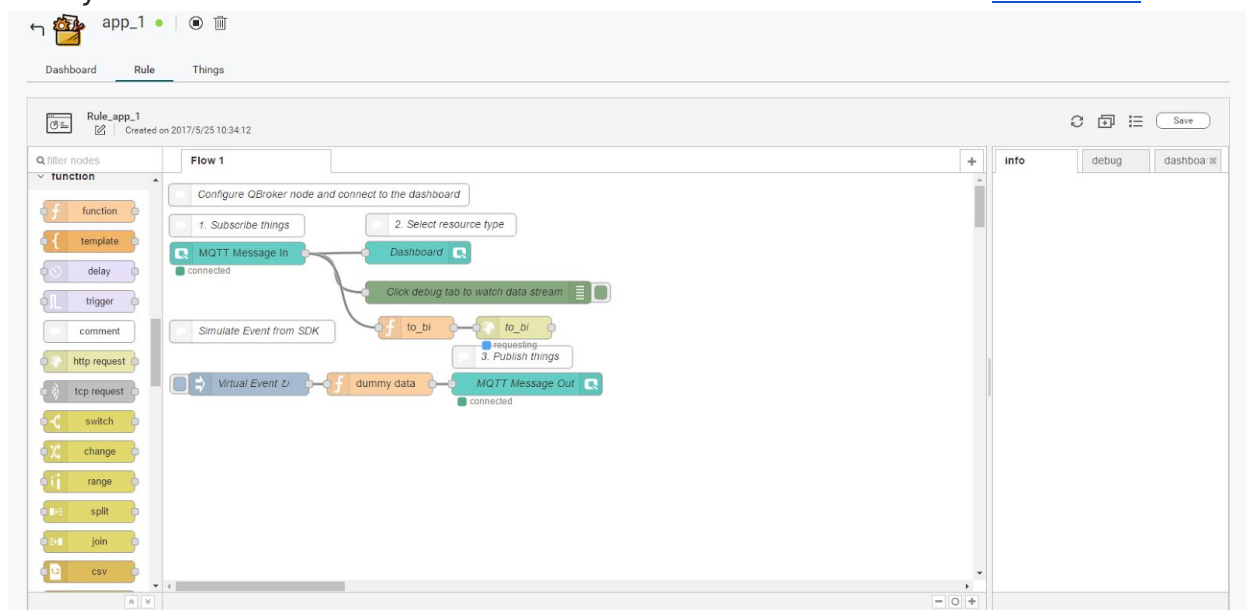 app_1
Dashboard Rule Things
Rule_app_1
Created on 2017/5/25 10:34:12
Save
filter nodes
Flow 1
info debug dashboa
function
Configure QBroker node and connect to the dashboard
function
1. Subscribe things
2. Select resource type
template
MQTT Message In
Dashboard
connected
delay
Click debug tab to watch data stream
trigger
comment
Simulate Event from SDK
to_bi
to_bi
requesting
3. Publish things
http request
Virtual Event ↻
dummy data
MQTT Message Out
connected
tcp request
switch
change
range
split
join
1,2
csv